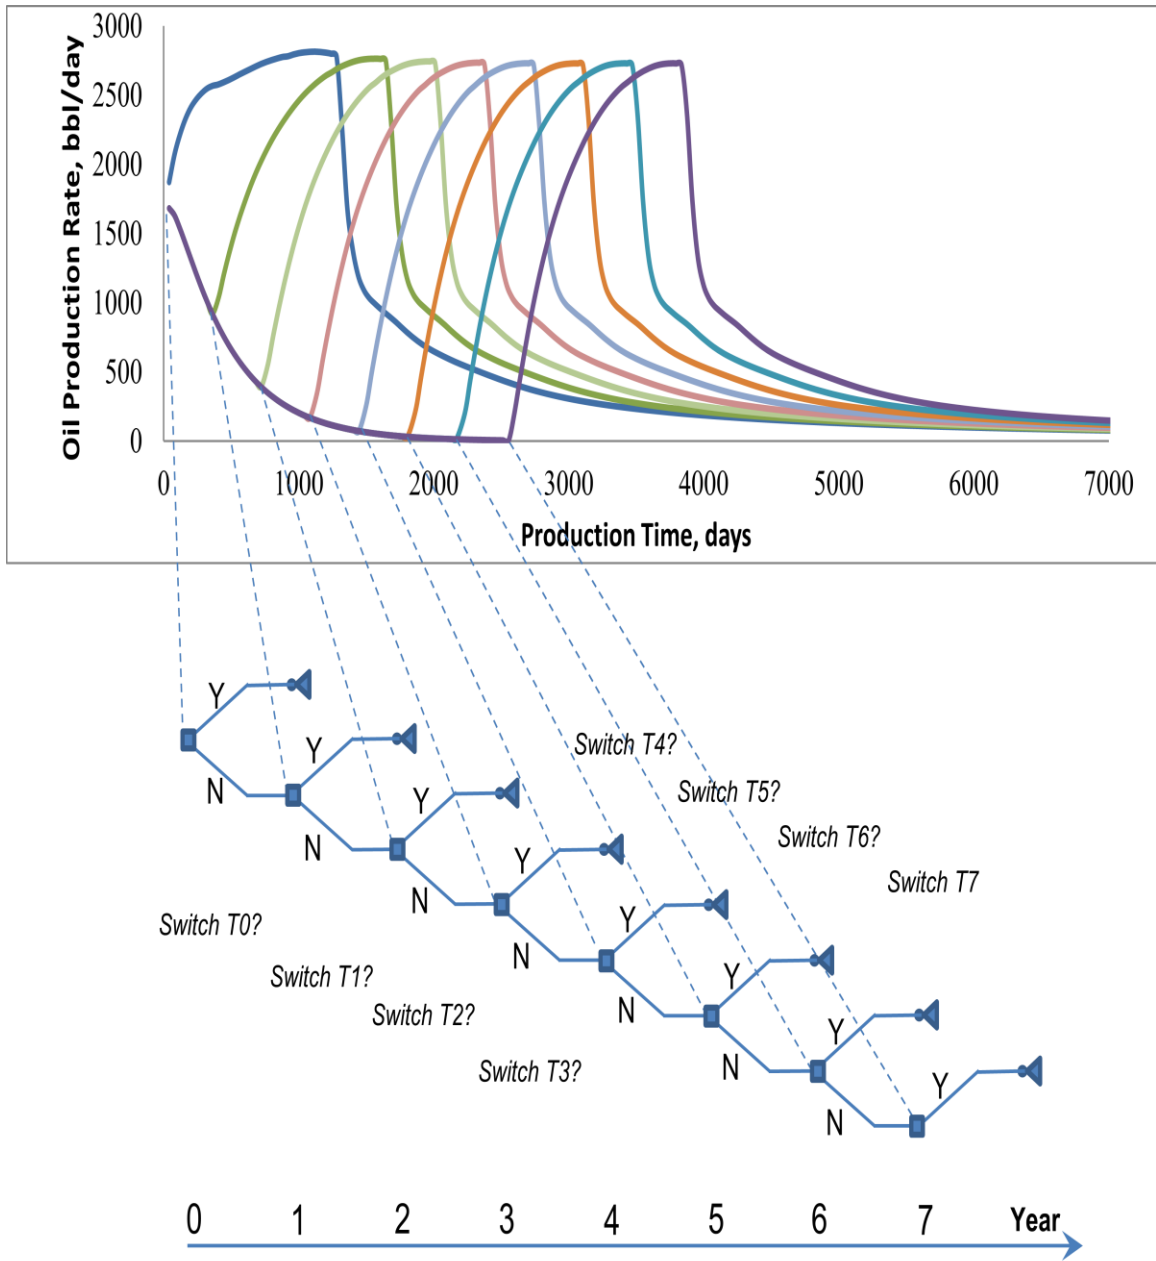 Oil Production Rate, bbl/day
3000
2500
2000
1500
1000
500
0
0 1000 2000 3000 4000 5000 6000 7000
Production Time, days
Y
N
Y
N
Y
N
Y
N
Y
N
Y
N
Y
N
Y
Switch T4?
Switch T5?
Switch T6?
Switch T7
Switch T0?
Switch T1?
Switch T2?
Switch T3?
0 1 2 3 4 5 6 7 Year